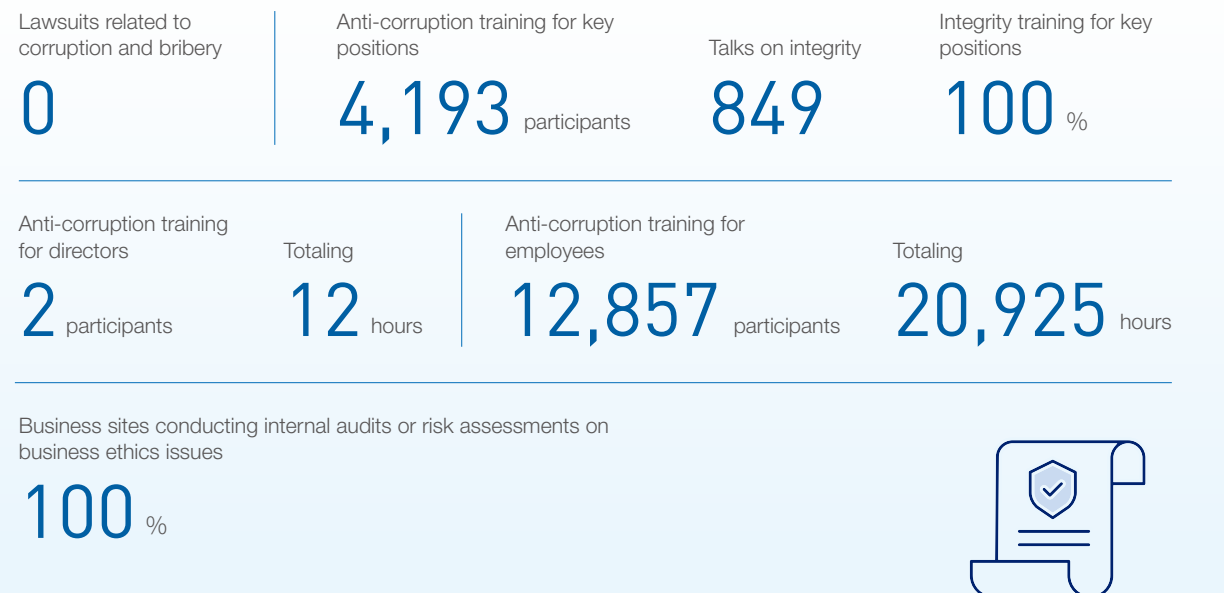 Lawsuits related to
corruption and bribery
0
Anti-corruption training for key
positions
4,193 participants
Talks on integrity
849
Integrity training for key
positions
100 %
Anti-corruption training
for directors
2 participants
Totaling
12 hours
Anti-corruption training for
employees
12,857 participants
Totaling
20,925 hours
Business sites conducting internal audits or risk assessments on
business ethics issues
100 %